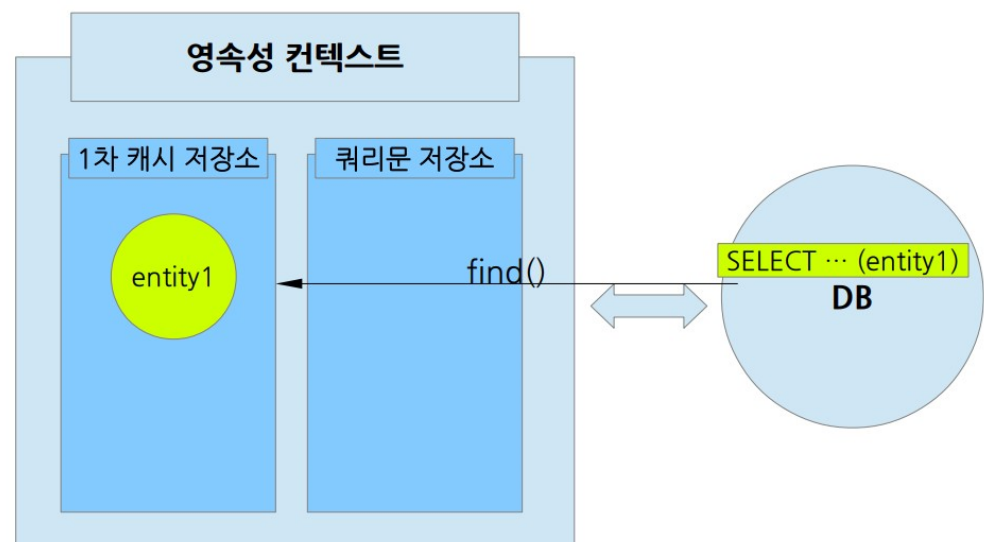 영속성 컨텍스트
1차 캐시 저장소
쿼리문 저장소
entity1
find()
SELECT … (entity1)
DB